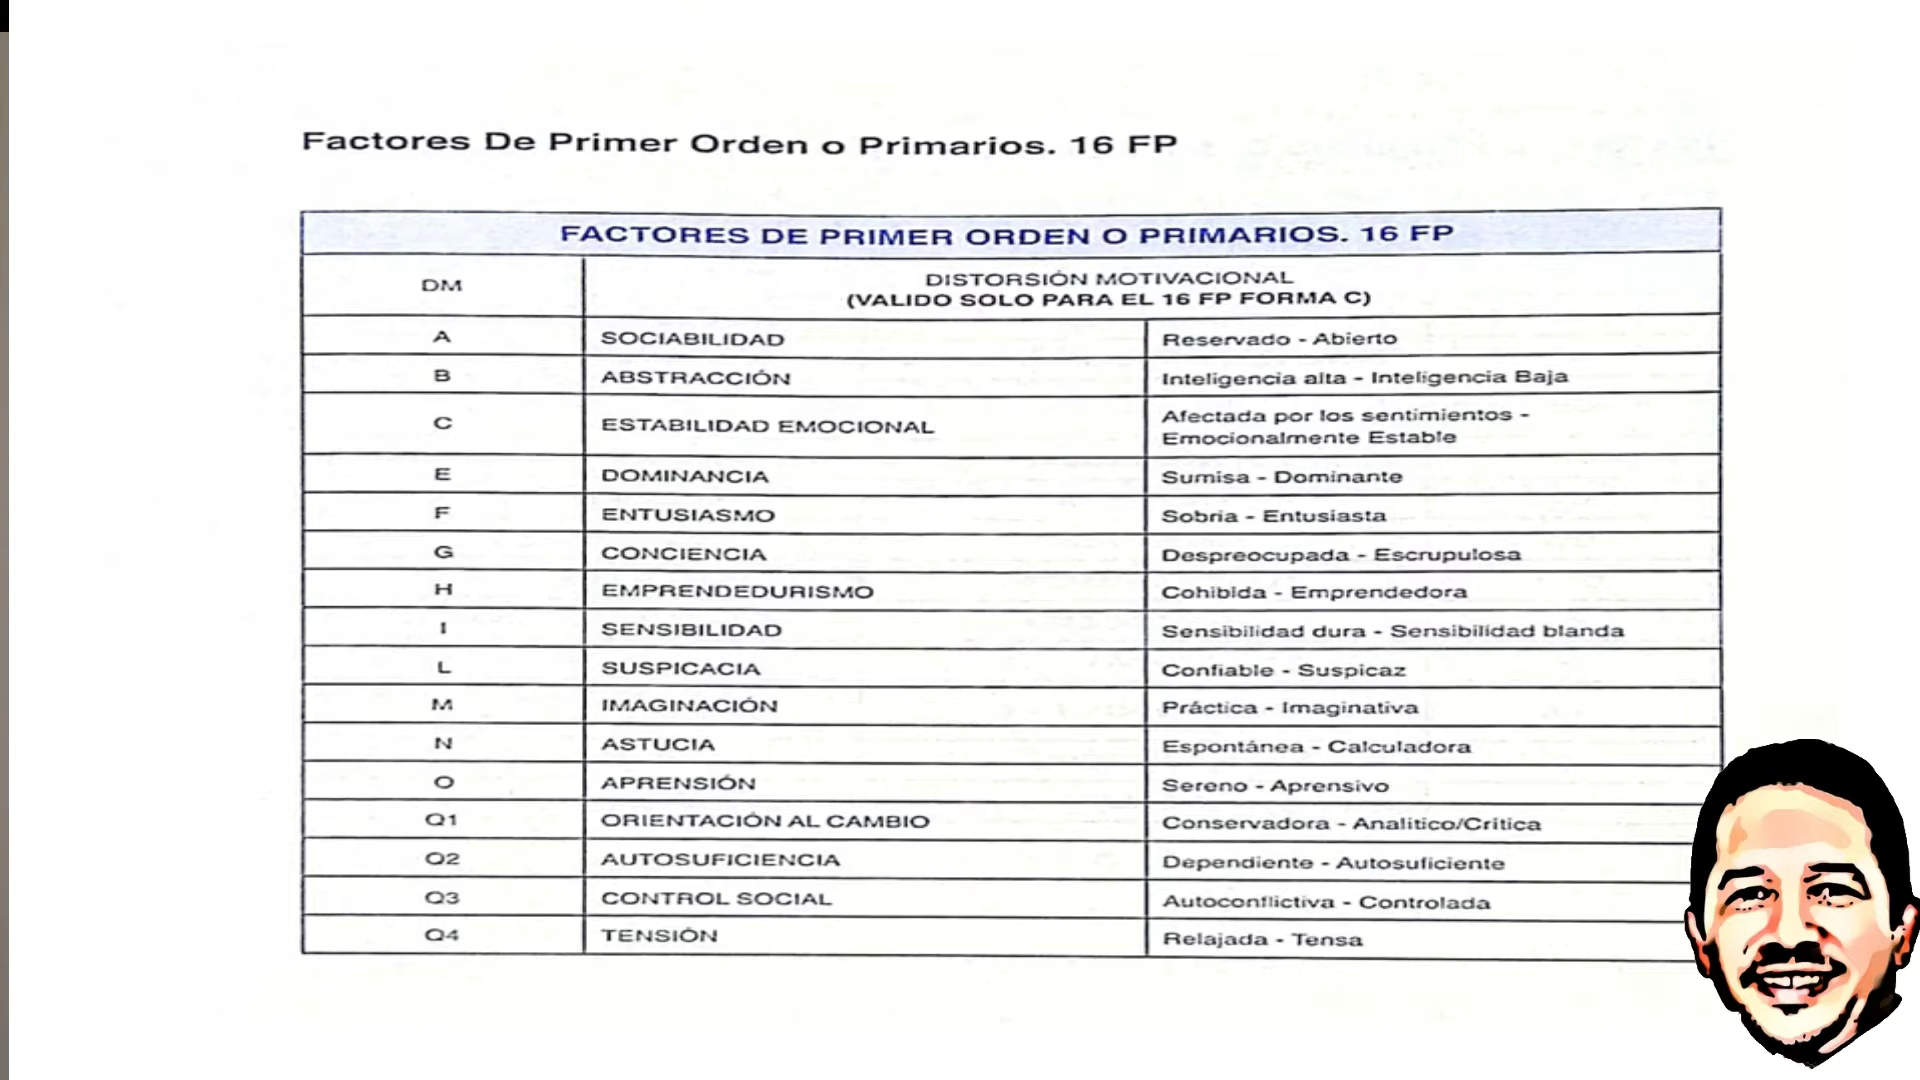 Factores De Primer Orden o Primarios. 16 FP
FACTORES DE PRIMER ORDEN O PRIMARIOS. 16 FP
DM
DISTORSIÓN MOTIVACIONAL
(VALIDO SOLO PARA EL 16 FP FORMA C)
A SOCIABILIDAD Reservado - Abierto
B ABSTRACCIÓN Inteligencia alta - Inteligencia Baja
C ESTABILIDAD EMOCIONAL Afectada por los sentimientos -
Emocionalmente Estable
E DOMINANCIA Sumisa - Dominante
F ENTUSIASMO Sobria - Entusiasta
G CONCIENCIA Despreocupada - Escrupulosa
H EMPRENDEDURISMO Cohibida - Emprendedora
I SENSIBILIDAD Sensibilidad dura - Sensibilidad blanda
L SUSPICACIA Confiable - Suspicaz
M IMAGINACIÓN Práctica - Imaginativa
N ASTUCIA Espontánea - Calculadora
O APRENSIÓN Sereno - Aprensivo
Q1 ORIENTACIÓN AL CAMBIO Conservadora - Analítico/Crítica
Q2 AUTOSUFICIENCIA Dependiente - Autosuficiente
Q3 CONTROL SOCIAL Autoconflictiva - Controlada
Q4 TENSIÓN Relajada - Tensa